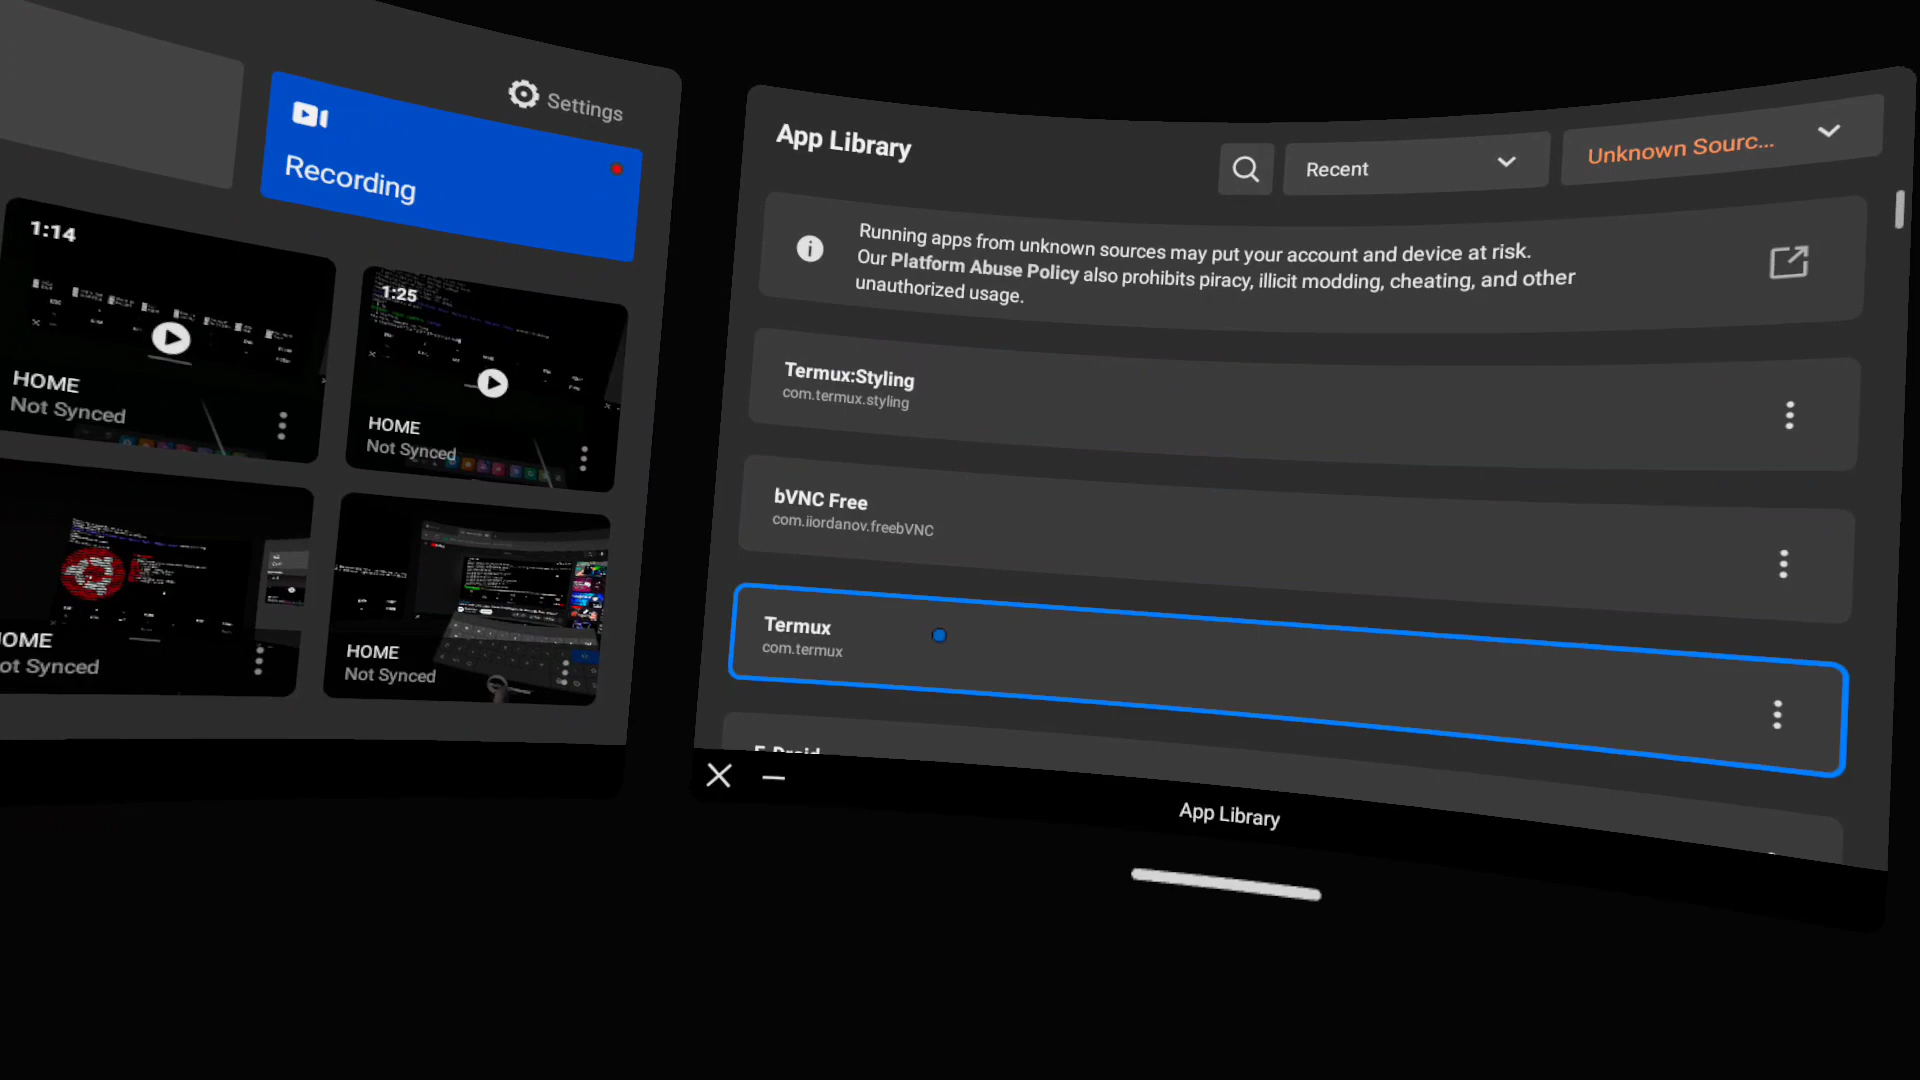 Settings
Recording
1:14
HOME
Not Synced
1:25
HOME
Not Synced
OME
ot Synced
HOME
Not Synced
App Library
Recent
Unknown Sourc...
Running apps from unknown sources may put your account and device at risk.
Our Platform Abuse Policy also prohibits piracy, illicit modding, cheating, and other
unauthorized usage.
Termux:Styling
com.termux.styling
bVNC Free
com.iiordanov.freebVNC
Termux
com.termux
F-Droid
App Library